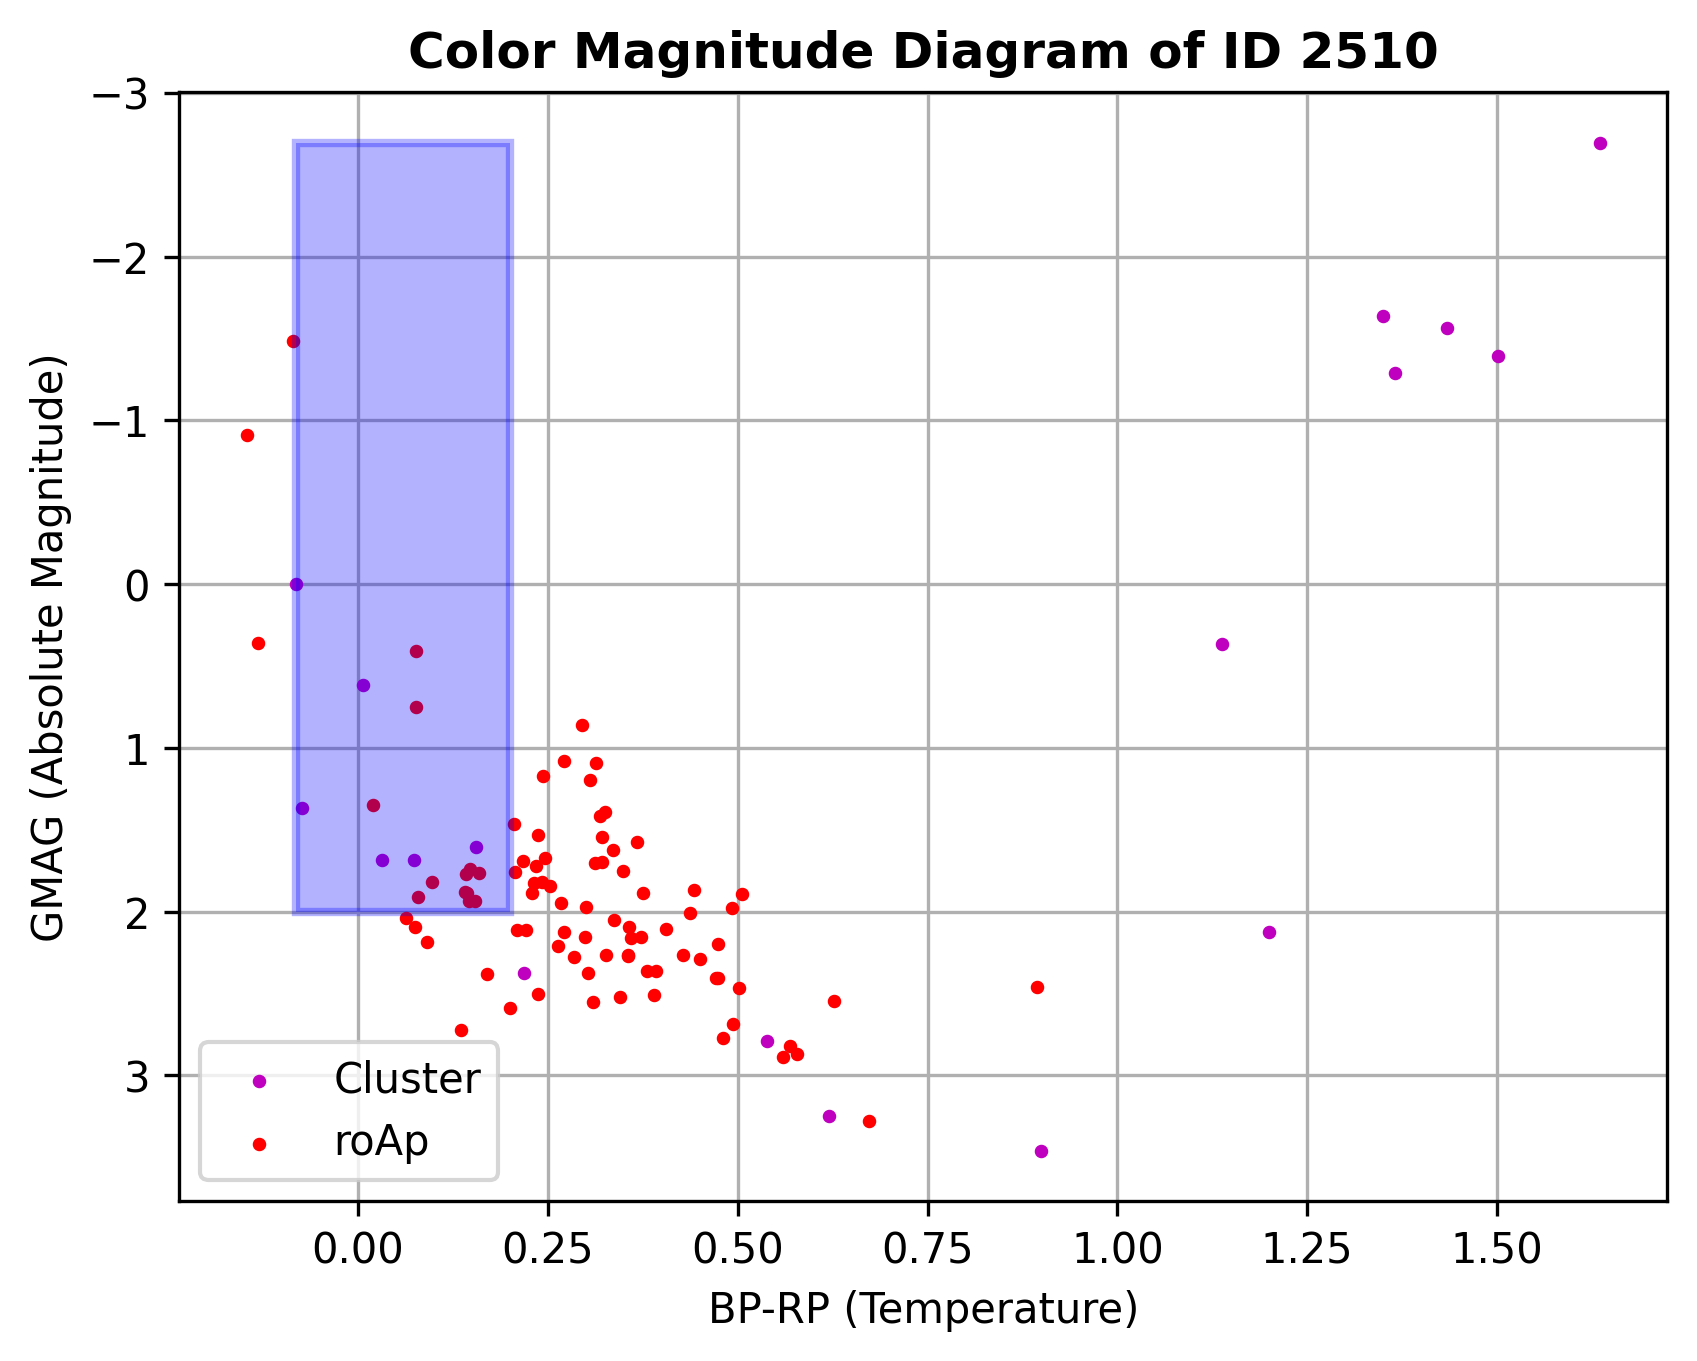 Color Magnitude Diagram of ID 2510
−3
−2
−1
0
1
2
3
GMAG (Absolute Magnitude)
Cluster
roAp
0.00 0.25 0.50 0.75 1.00 1.25 1.50
BP-RP (Temperature)